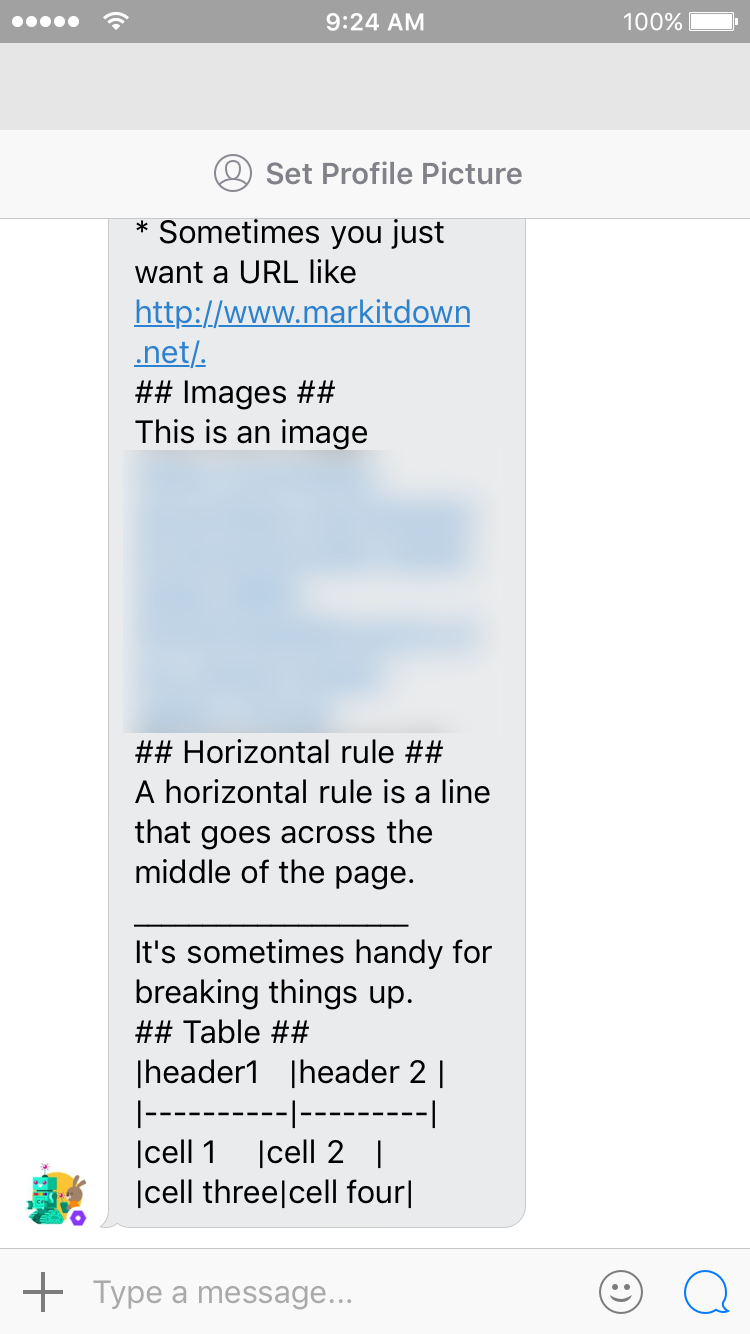 9:24 AM
100%
Set Profile Picture
* Sometimes you just
want a URL like
http://www.markitdown
.net/.
## Images ##
This is an image
## Horizontal rule ##
A horizontal rule is a line
that goes across the
middle of the page.
___________________
It's sometimes handy for
breaking things up.
## Table ##
|header1   |header 2 |
|----------|---------|
|cell 1    |cell 2   |
|cell three|cell four|
Type a message...